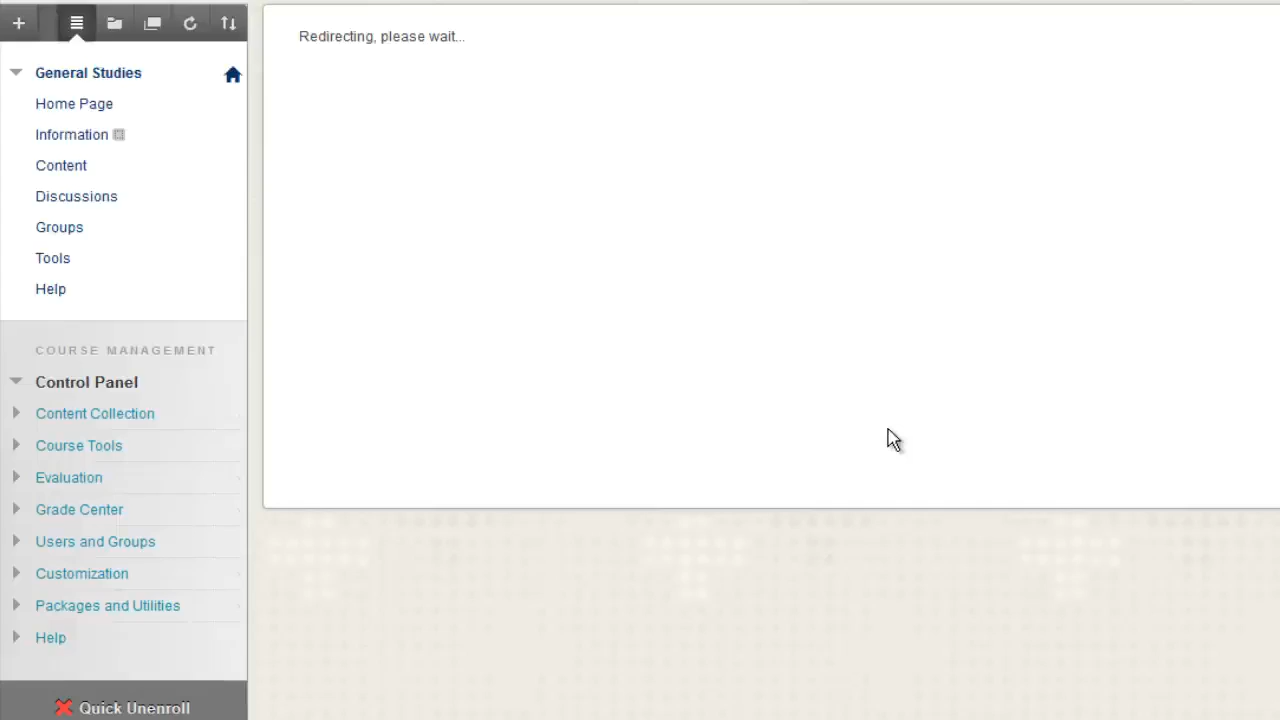 General Studies
Home Page
Information
Content
Discussions
Groups
Tools
Help
COURSE MANAGEMENT
Control Panel
Content Collection
Course Tools
Evaluation
Grade Center
Users and Groups
Customization
Packages and Utilities
Help
Quick Unenroll
Redirecting, please wait...